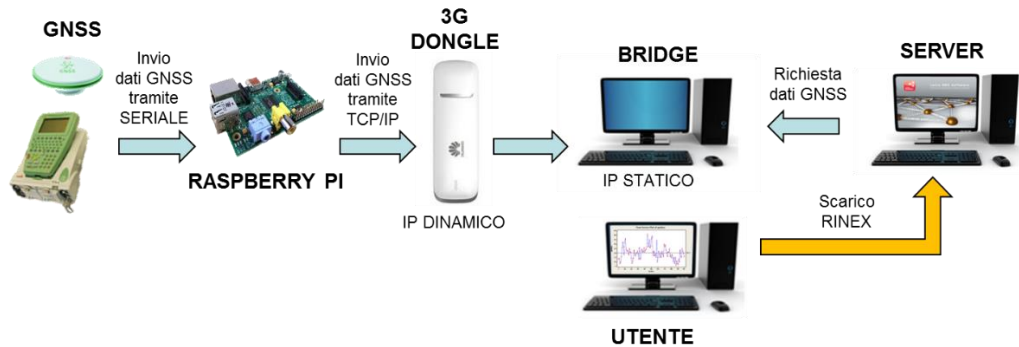 GNSS
Invio
dati GNSS
tramite
SERIALE
RASPBERRY PI
Invio
dati GNSS
tramite
TCP/IP
3G
DONGLE
IP DINAMICO
BRIDGE
IP STATICO
Richiesta
dati GNSS
SERVER
Scarico
RINEX
UTENTE